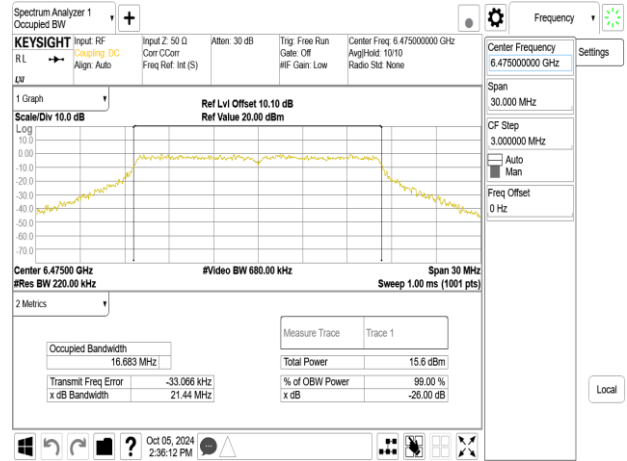 Spectrum Analyzer 1
Occupied BW
+
Frequency
KEYSIGHT
Input: RF
Input Z: 50 Ω
Atten: 30 dB
Trig: Free Run
Center Freq: 6.475000000 GHz
RL
Coupling: DC
Corr CCorr
Gate: Off
Avg|Hold: 10/10
Align: Auto
Freq Ref: Int (S)
#IF Gain: Low
Radio Std: None
LXI
Center Frequency
6.475000000 GHz
Settings
Span
30.000 MHz
CF Step
3.000000 MHz
Auto
Man
Freq Offset
0 Hz
Local
1 Graph
Ref Lvl Offset 10.10 dB
Scale/Div 10.0 dB
Ref Value 20.00 dBm
Log
10.0
0.00
-10.0
-20.0
-30.0
-40.0
-50.0
-60.0
-70.0
Center 6.47500 GHz
#Video BW 680.00 kHz
Span 30 MHz
#Res BW 220.00 kHz
Sweep 1.00 ms (1001 pts)
2 Metrics
Measure Trace
Trace 1
Occupied Bandwidth
16.683 MHz
Total Power
15.6 dBm
Transmit Freq Error
-33.066 kHz
% of OBW Power
99.00 %
x dB Bandwidth
21.44 MHz
x dB
-26.00 dB
?
Oct 05, 2024
2:36:12 PM